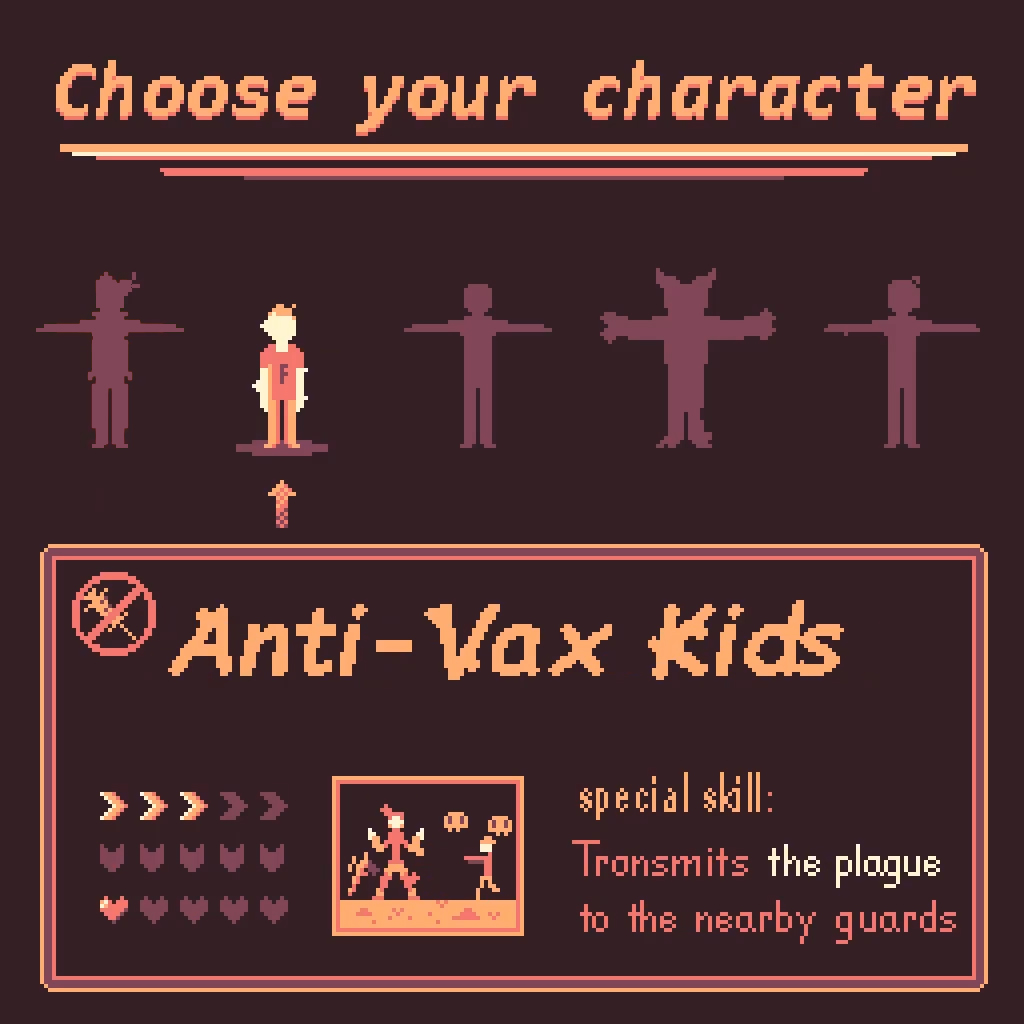 Choose your character
F
Anti-Vax Kids
special skill:
Transmits the plague
to the nearby guards